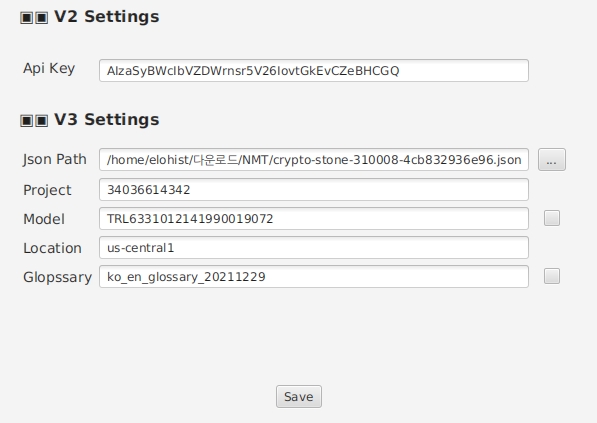 ▣▣ V2 Settings
Api Key AIzaSyBWcIbVZDWrnsr5V26IovtGkEvCZeBHCGQ
▣▣ V3 Settings
Json Path /home/elohist/다운로드/NMT/crypto-stone-310008-4cb832936e96.json ...
Project 34036614342
Model TRL6331012141990019072
Location us-central1
Glopssary ko_en_glossary_20211229
Save